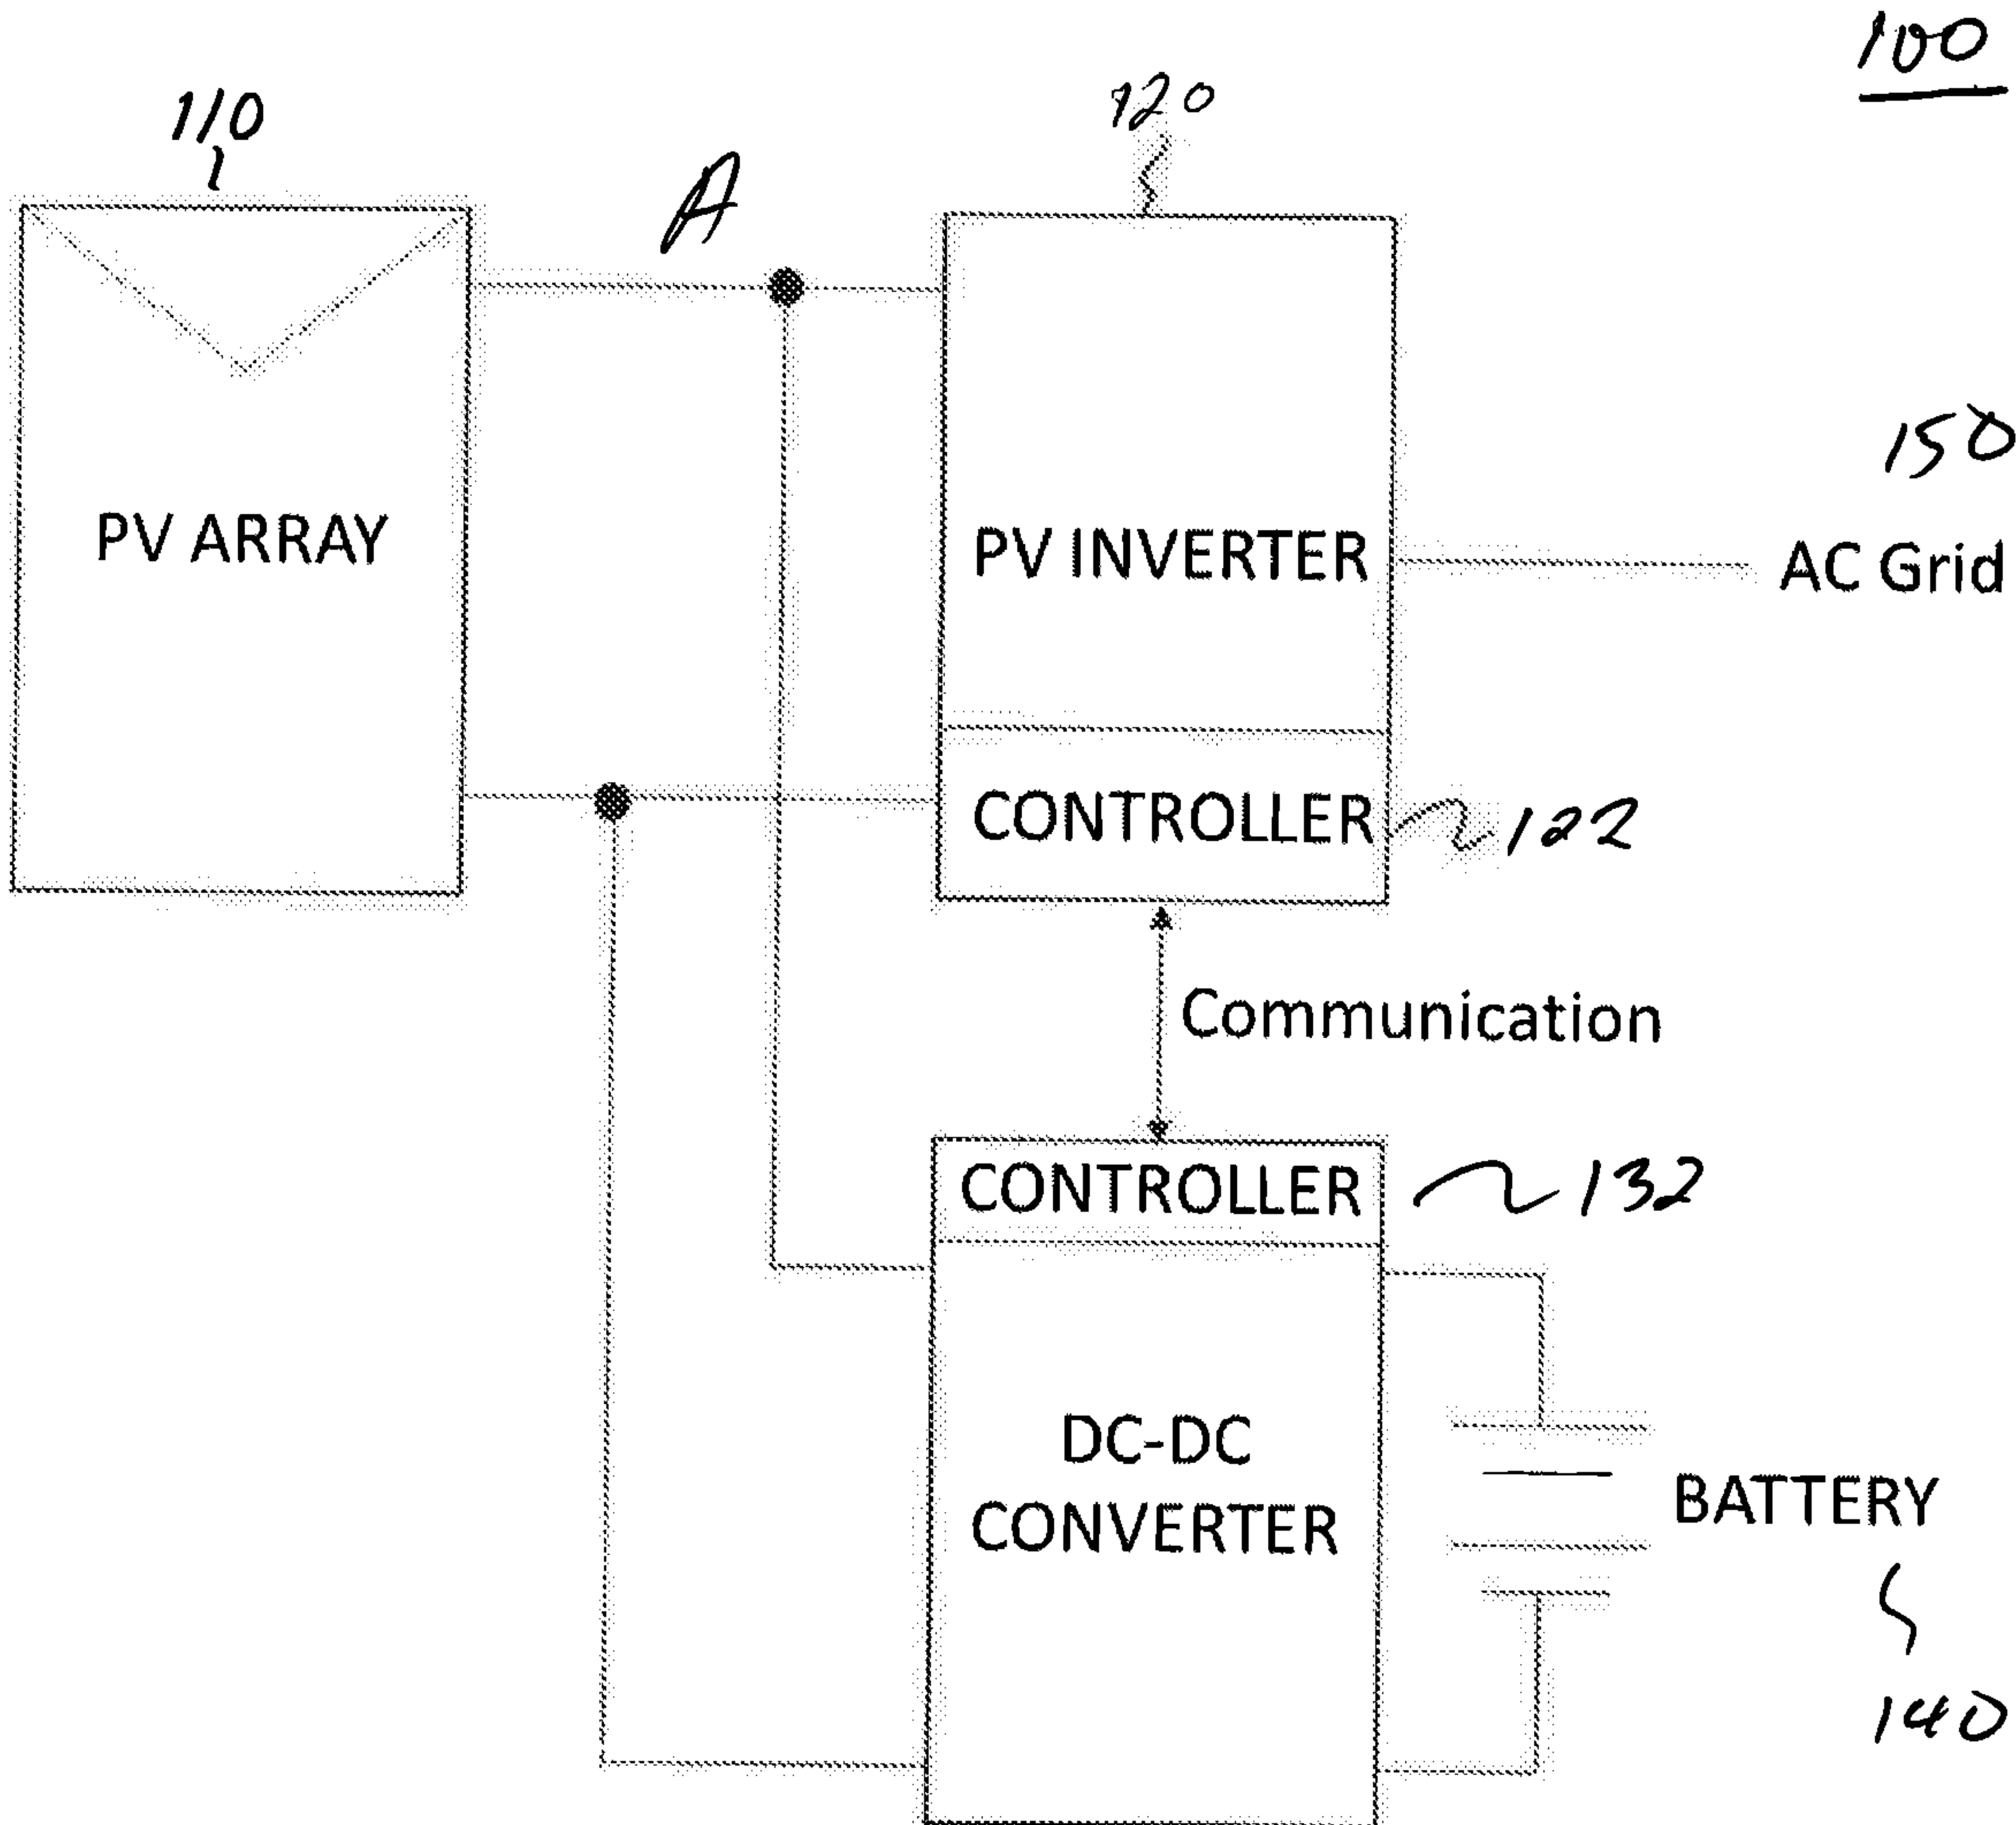 100
110
120
A
150
PV ARRAY
PV INVERTER
AC Grid
CONTROLLER
122
Communication
CONTROLLER
132
DC-DC
CONVERTER
BATTERY
140